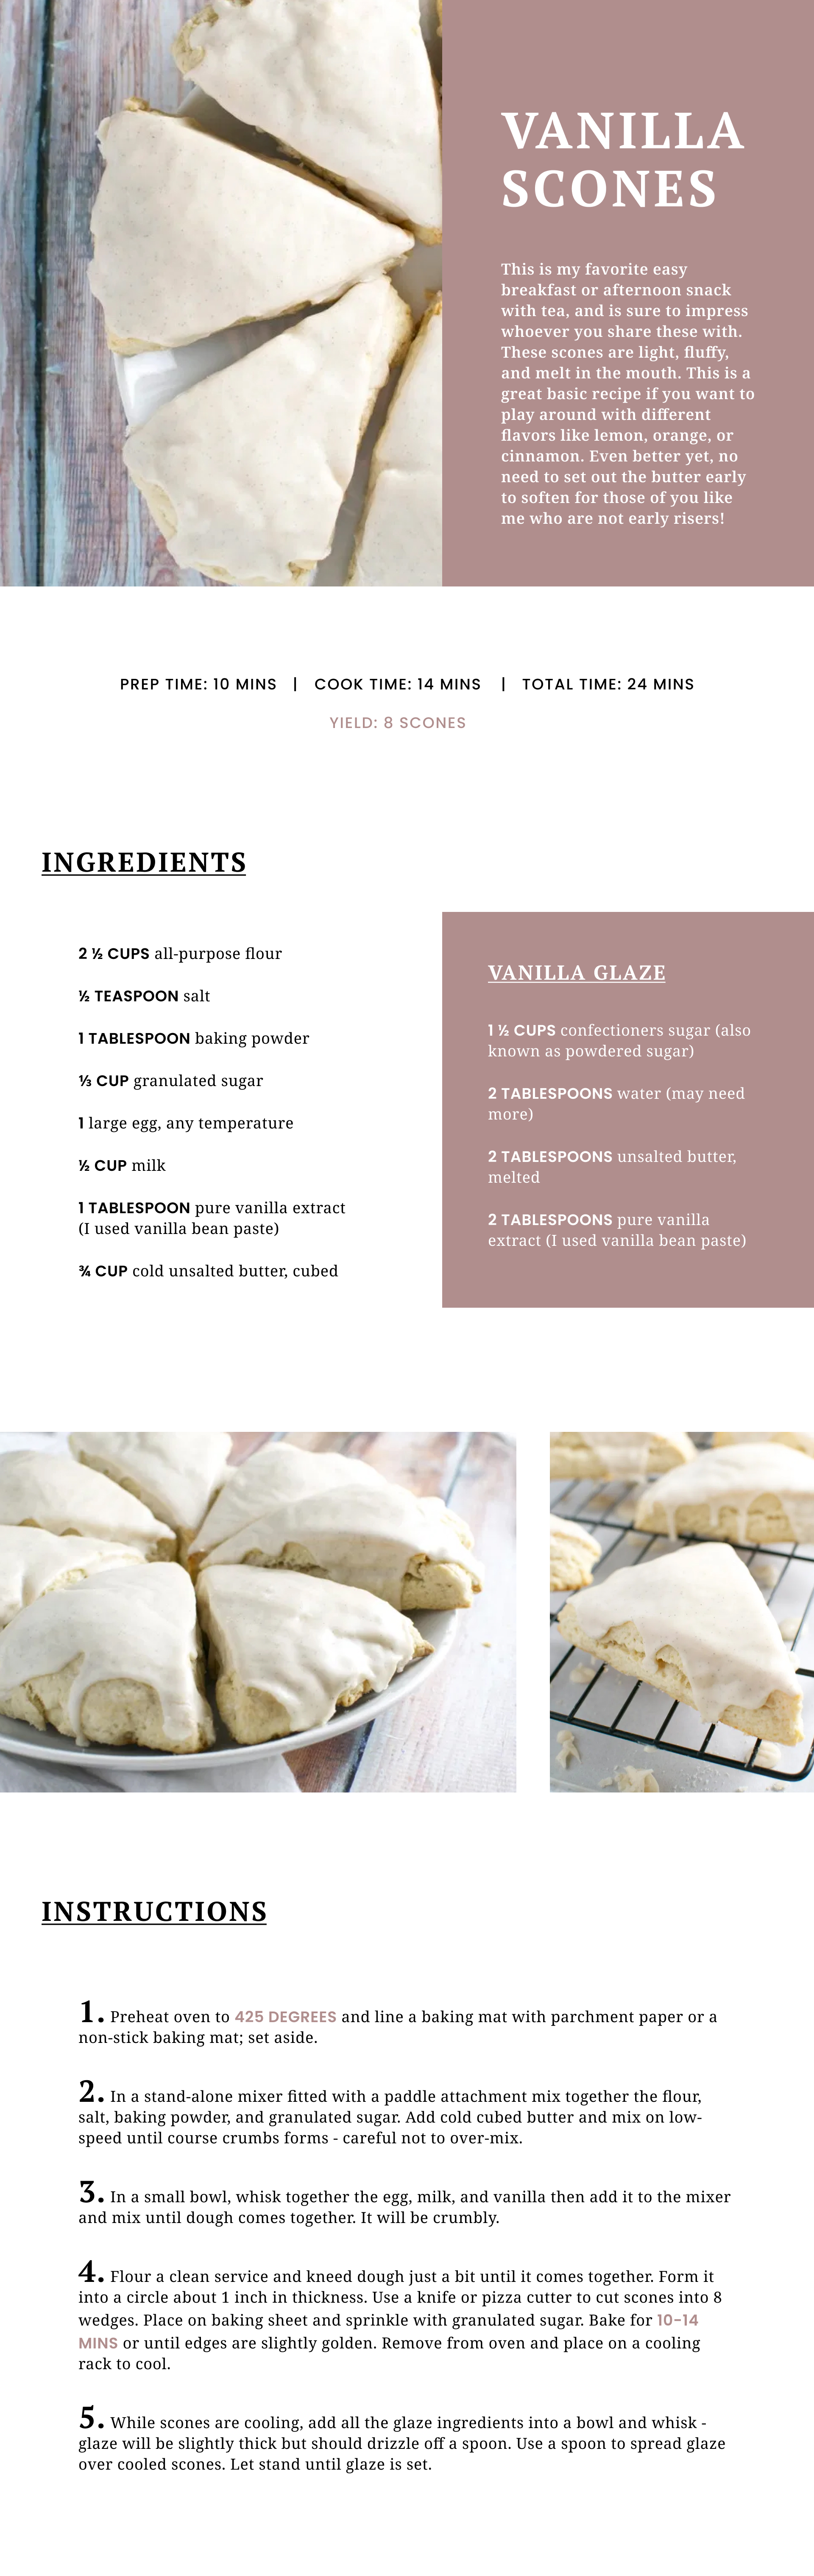 VANILLA
SCONES
This is my favorite easy
breakfast or afternoon snack
with tea, and is sure to impress
whoever you share these with.
These scones are light, fluffy,
and melt in the mouth. This is a
great basic recipe if you want to
play around with different
flavors like lemon, orange, or
cinnamon. Even better yet, no
need to set out the butter early
to soften for those of you like
me who are not early risers!
PREP TIME: 10 MINS | COOK TIME: 14 MINS | TOTAL TIME: 24 MINS
YIELD: 8 SCONES
INGREDIENTS
2 ½ CUPS all-purpose flour
½ TEASPOON salt
1 TABLESPOON baking powder
⅓ CUP granulated sugar
1 large egg, any temperature
½ CUP milk
1 TABLESPOON pure vanilla extract
(I used vanilla bean paste)
¾ CUP cold unsalted butter, cubed
VANILLA GLAZE
1 ½ CUPS confectioners sugar (also
known as powdered sugar)
2 TABLESPOONS water (may need
more)
2 TABLESPOONS unsalted butter,
melted
2 TABLESPOONS pure vanilla
extract (I used vanilla bean paste)
INSTRUCTIONS
1. Preheat oven to 425 DEGREES and line a baking mat with parchment paper or a
non-stick baking mat; set aside.
2. In a stand-alone mixer fitted with a paddle attachment mix together the flour,
salt, baking powder, and granulated sugar. Add cold cubed butter and mix on low-
speed until course crumbs forms - careful not to over-mix.
3. In a small bowl, whisk together the egg, milk, and vanilla then add it to the mixer
and mix until dough comes together. It will be crumbly.
4. Flour a clean service and kneed dough just a bit until it comes together. Form it
into a circle about 1 inch in thickness. Use a knife or pizza cutter to cut scones into 8
wedges. Place on baking sheet and sprinkle with granulated sugar. Bake for 10-14
MINS or until edges are slightly golden. Remove from oven and place on a cooling
rack to cool.
5. While scones are cooling, add all the glaze ingredients into a bowl and whisk -
glaze will be slightly thick but should drizzle off a spoon. Use a spoon to spread glaze
over cooled scones. Let stand until glaze is set.